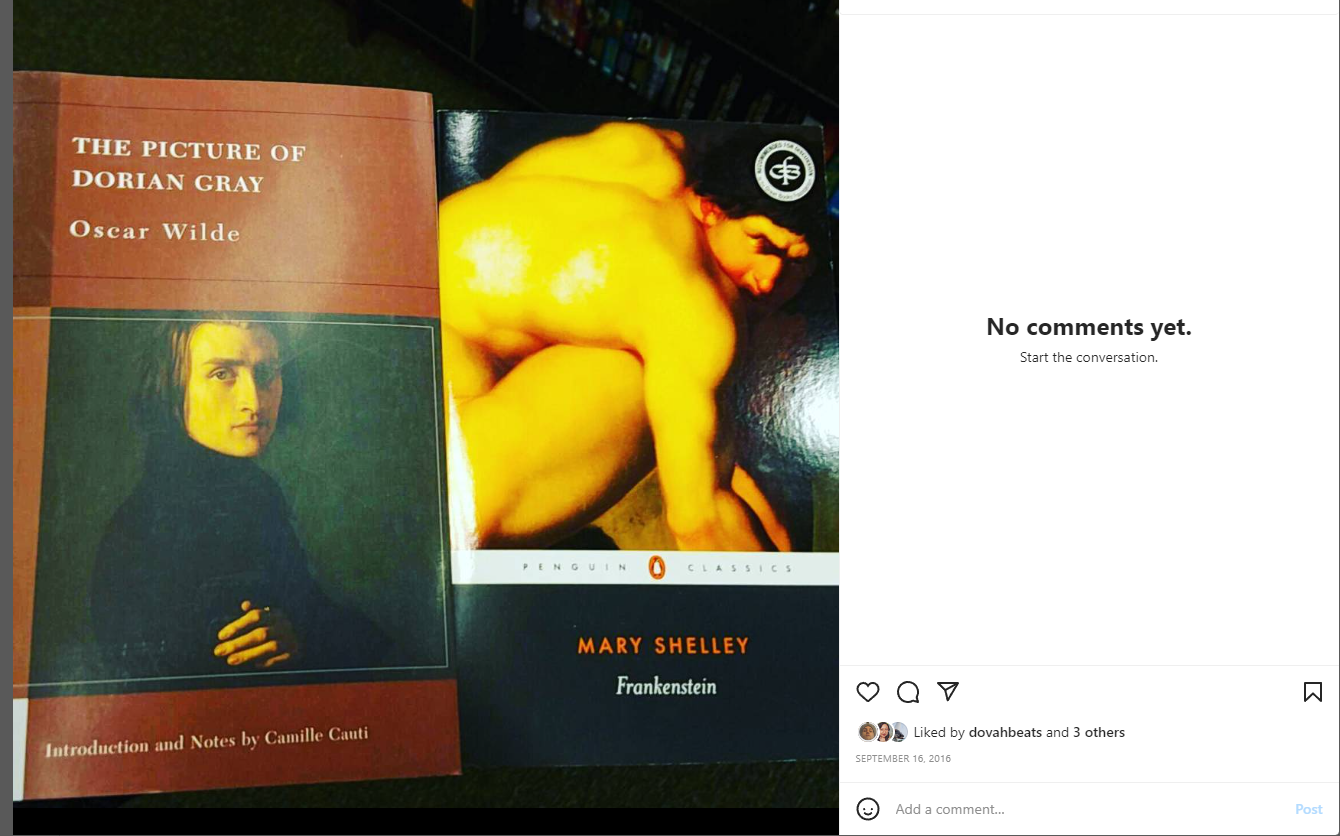 THE PICTURE OF
DORIAN GRAY
Oscar Wilde
Introduction and Notes by Camille Cauti
PENGUIN CLASSICS
MARY SHELLEY
Frankenstein
No comments yet.
Start the conversation.
Liked by dovahbeats and 3 others
SEPTEMBER 16, 2016
Add a comment...
Post